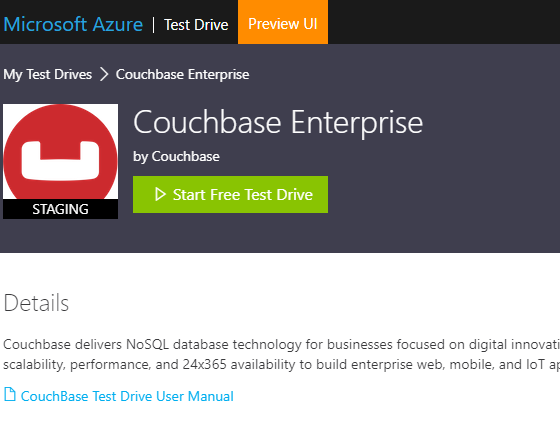 Microsoft Azure | Test Drive Preview UI
My Test Drives > Couchbase Enterprise
Couchbase Enterprise
by Couchbase
Start Free Test Drive
STAGING
Details
Couchbase delivers NoSQL database technology for businesses focused on digital innovati
scalability, performance, and 24x365 availability to build enterprise web, mobile, and IoT ap
CouchBase Test Drive User Manual